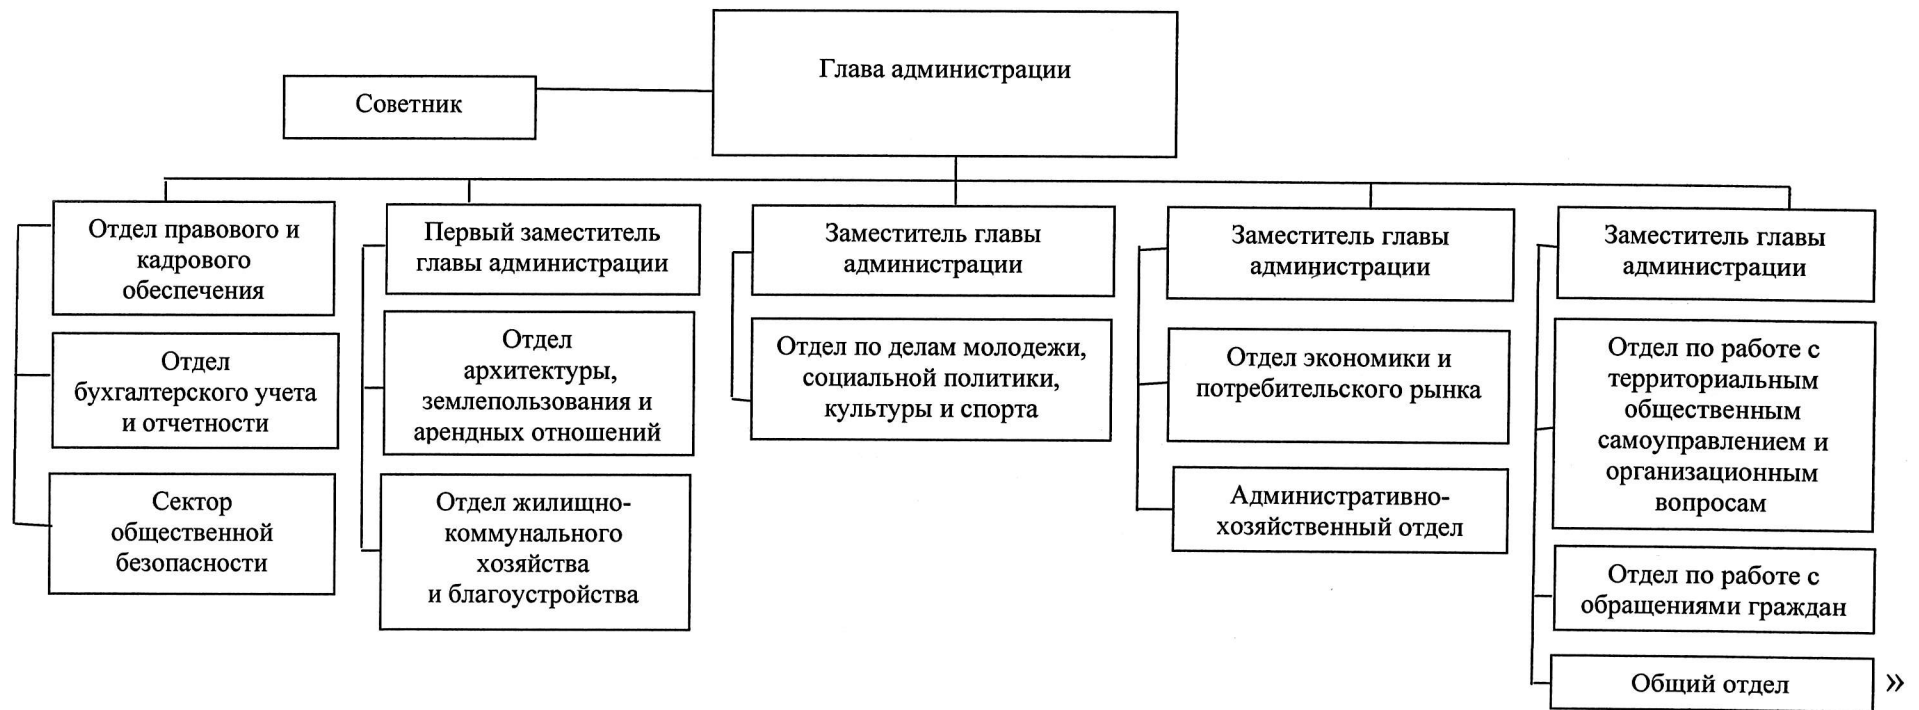 Глава администрации
Советник
Отдел правового и
кадрового
обеспечения
Отдел
бухгалтерского учета
и отчетности
Сектор
общественной
безопасности
Первый заместитель
главы администрации
Отдел
архитектуры,
землепользования и
арендных отношений
Отдел жилищно-
коммунального
хозяйства
и благоустройства
Заместитель главы
администрации
Отдел по делам молодежи,
социальной политики,
культуры и спорта
Заместитель главы
администрации
Отдел экономики и
потребительского рынка
Административно-
хозяйственный отдел
Заместитель главы
администрации
Отдел по работе с
территориальным
общественным
самоуправлением и
организационным
вопросам
Отдел по работе с
обращениями граждан
Общий отдел »